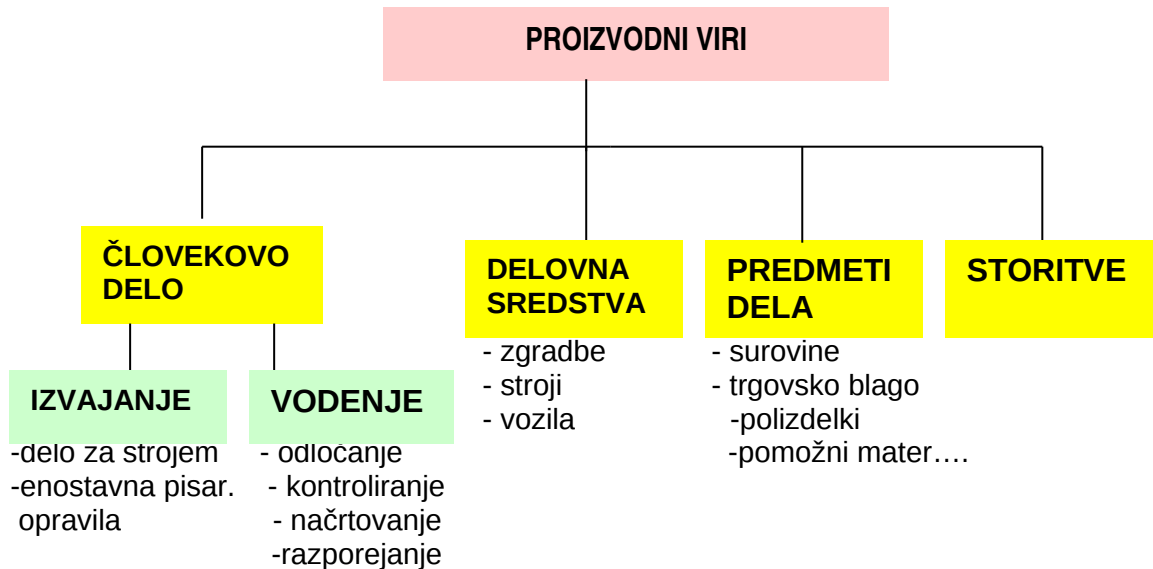 PROIZVODNI VIRI
ČLOVEKOVO
DELO
DELOVNA
SREDSTVA
PREDMETI
DELA
STORITVE
IZVAJANJE
-delo za strojem
-enostavna pisar.
opravila
VODENJE
- odločanje
- kontroliranje
- načrtovanje
-razporejanje
- zgradbe
- stroji
- vozila
- surovine
- trgovsko blago
-polizdelki
-pomožni mater….